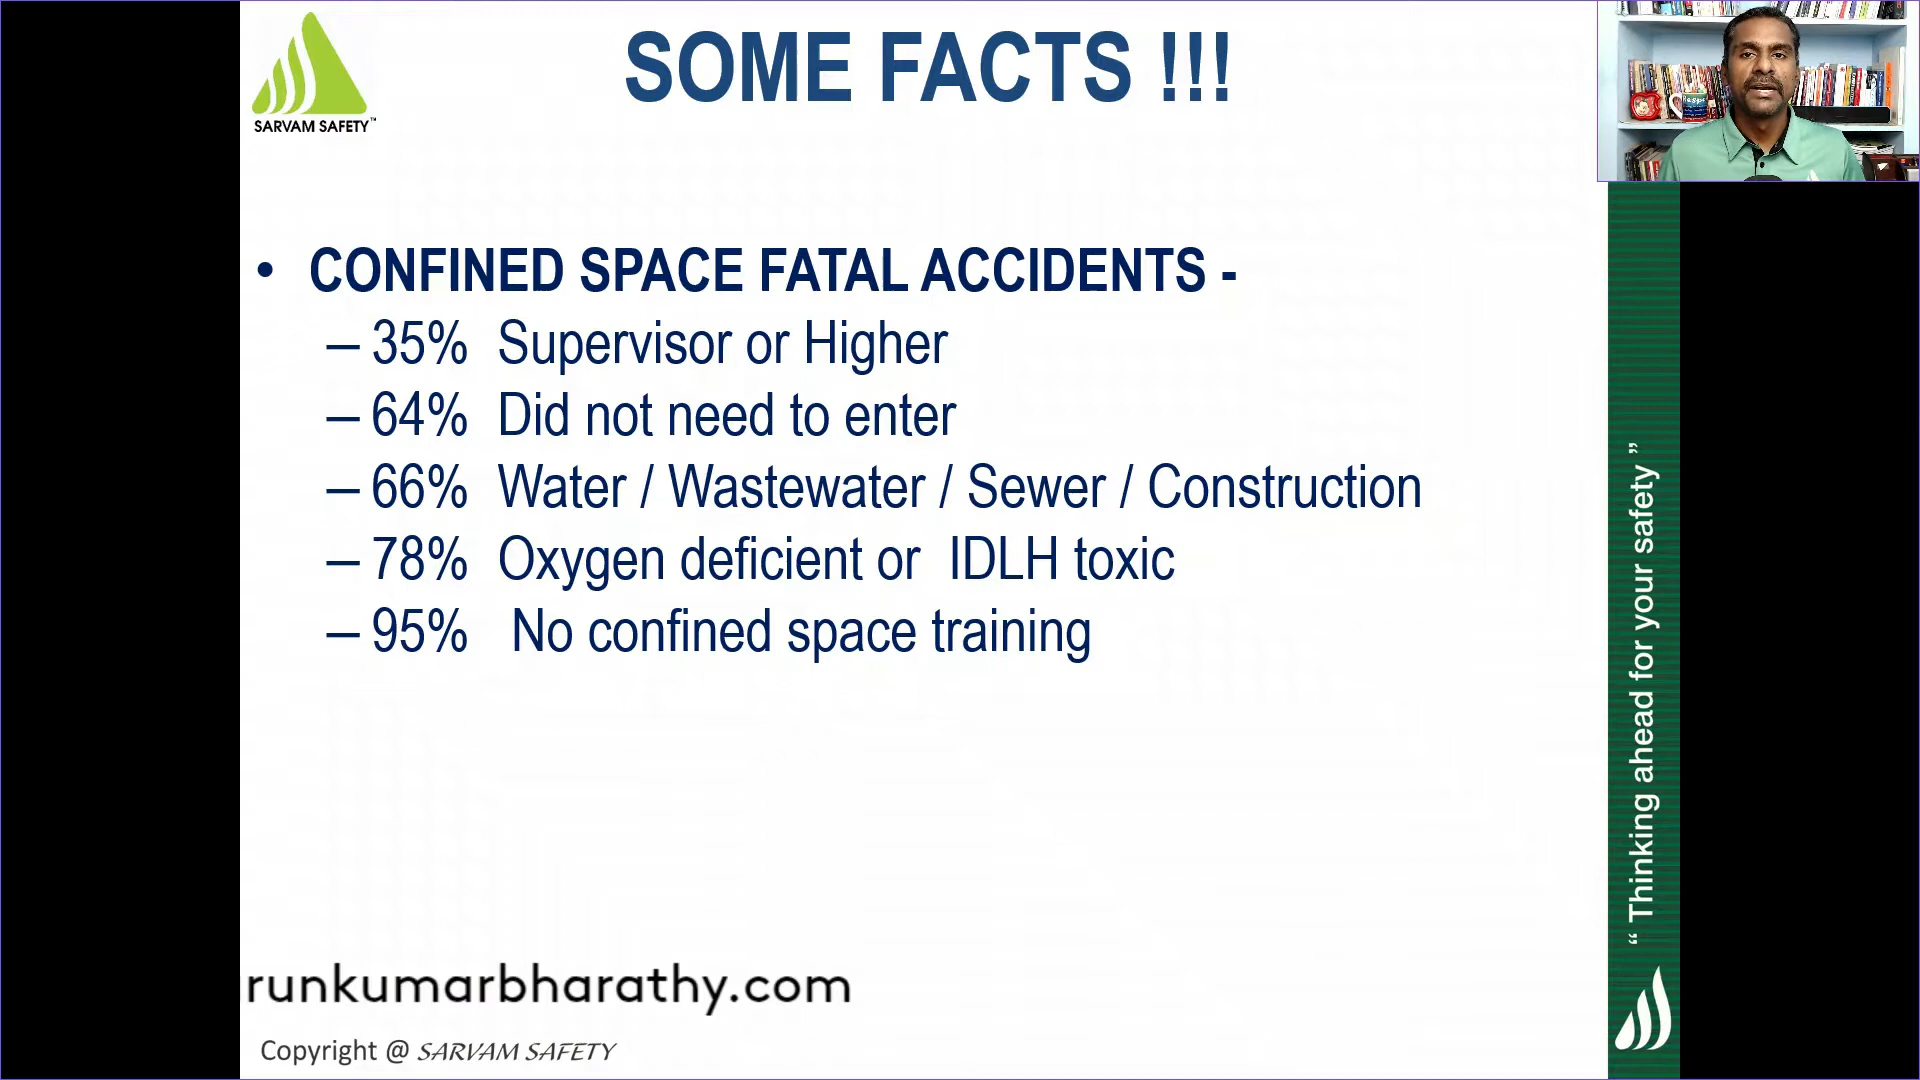 SOME FACTS !!!
SARVAM SAFETY™
• CONFINED SPACE FATAL ACCIDENTS -
– 35% Supervisor or Higher
– 64% Did not need to enter
– 66% Water / Wastewater / Sewer / Construction
– 78% Oxygen deficient or IDLH toxic
– 95% No confined space training
“ Thinking ahead for your safety ”
runkumarbharathy.com
Copyright @ SARVAM SAFETY